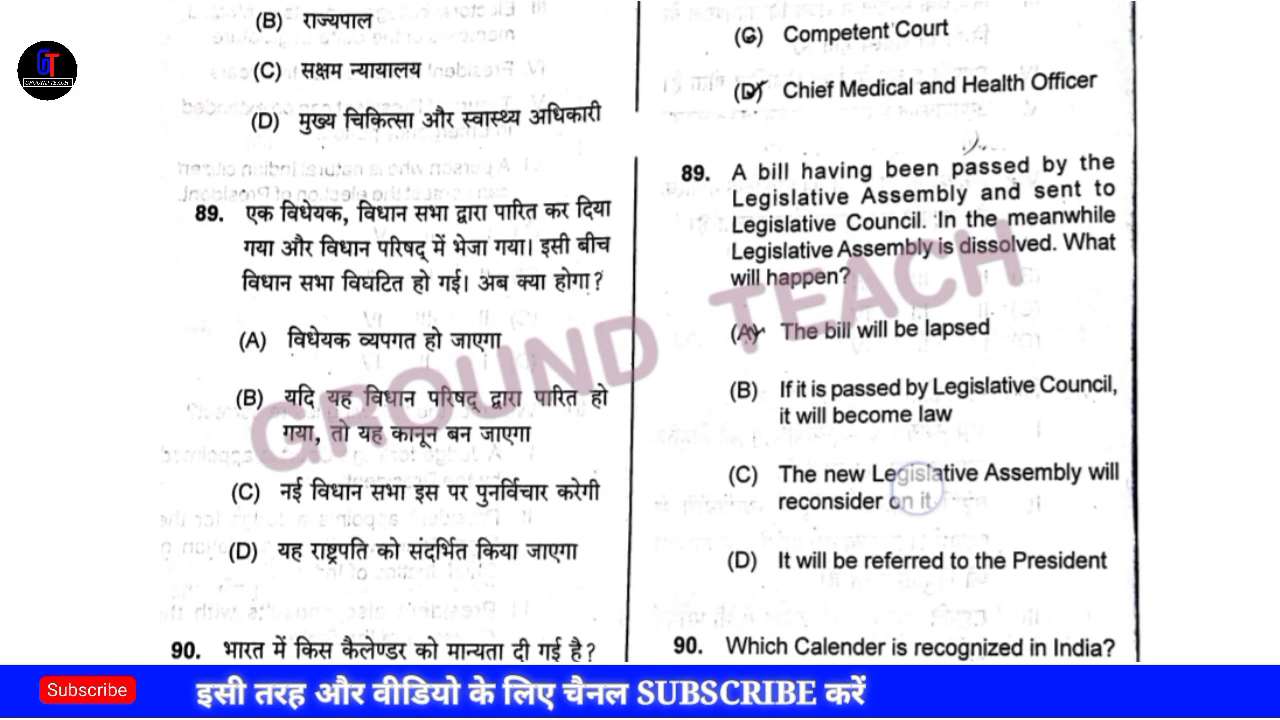 (B) राज्यपाल
(C) सक्षम न्यायालय
(D) मुख्य चिकित्सा और स्वास्थ्य अधिकारी
89. एक विधेयक, विधान सभा द्वारा पारित कर दिया
गया और विधान परिषद् में भेजा गया। इसी बीच
विधान सभा विघटित हो गई। अब क्या होगा?
(A) विधेयक व्यपगत हो जाएगा
(B) यदि यह विधान परिषद् द्वारा पारित हो
गया, तो यह कानून बन जाएगा
(C) नई विधान सभा इस पर पुनर्विचार करेगी
(D) यह राष्ट्रपति को संदर्भित किया जाएगा
90. भारत में किस कैलेण्डर को मान्यता दी गई है?
(C) Competent Court
(D) Chief Medical and Health Officer
89. A bill having been passed by the
Legislative Assembly and sent to
Legislative Council. In the meanwhile
Legislative Assembly is dissolved. What
will happen?
(A) The bill will be lapsed
(B) If it is passed by Legislative Council,
it will become law
(C) The new Legislative Assembly will
reconsider on it
(D) It will be referred to the President
90. Which Calender is recognized in India?
GROUND TEACH
GT
Subscribe
इसी तरह और वीडियो के लिए चैनल SUBSCRIBE करें